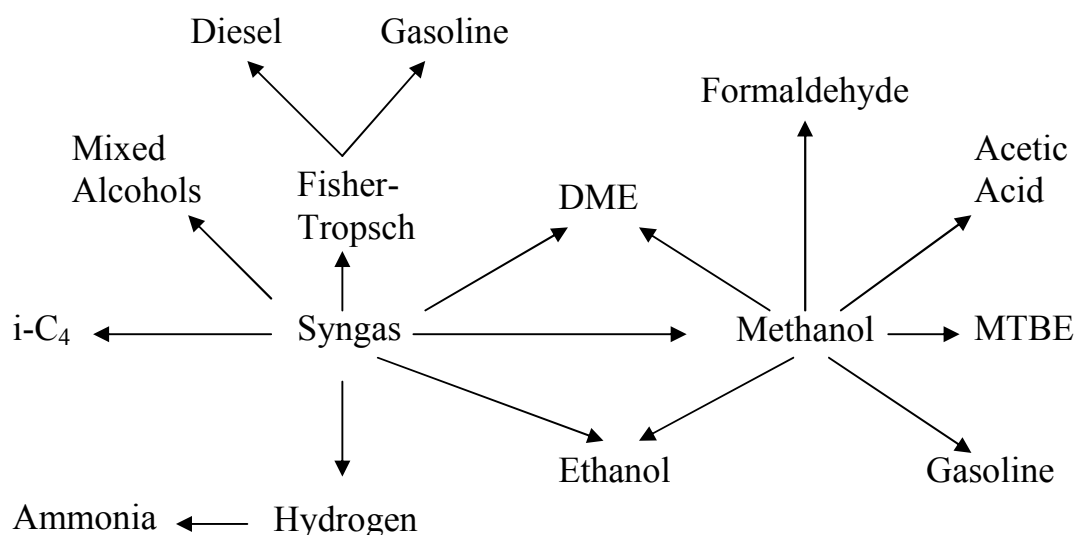 Diesel
Gasoline
Formaldehyde
Mixed
Alcohols
Fisher-
Tropsch
DME
Acetic
Acid
i-C₄
Syngas
Methanol
MTBE
Ethanol
Gasoline
Ammonia
Hydrogen